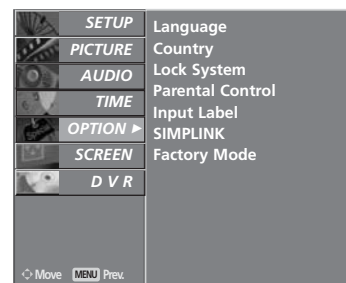 SETUP
PICTURE
AUDIO
TIME
OPTION ►
SCREEN
D V R
Language
Country
Lock System
Parental Control
Input Label
SIMPLINK
Factory Mode
Move MENU Prev.